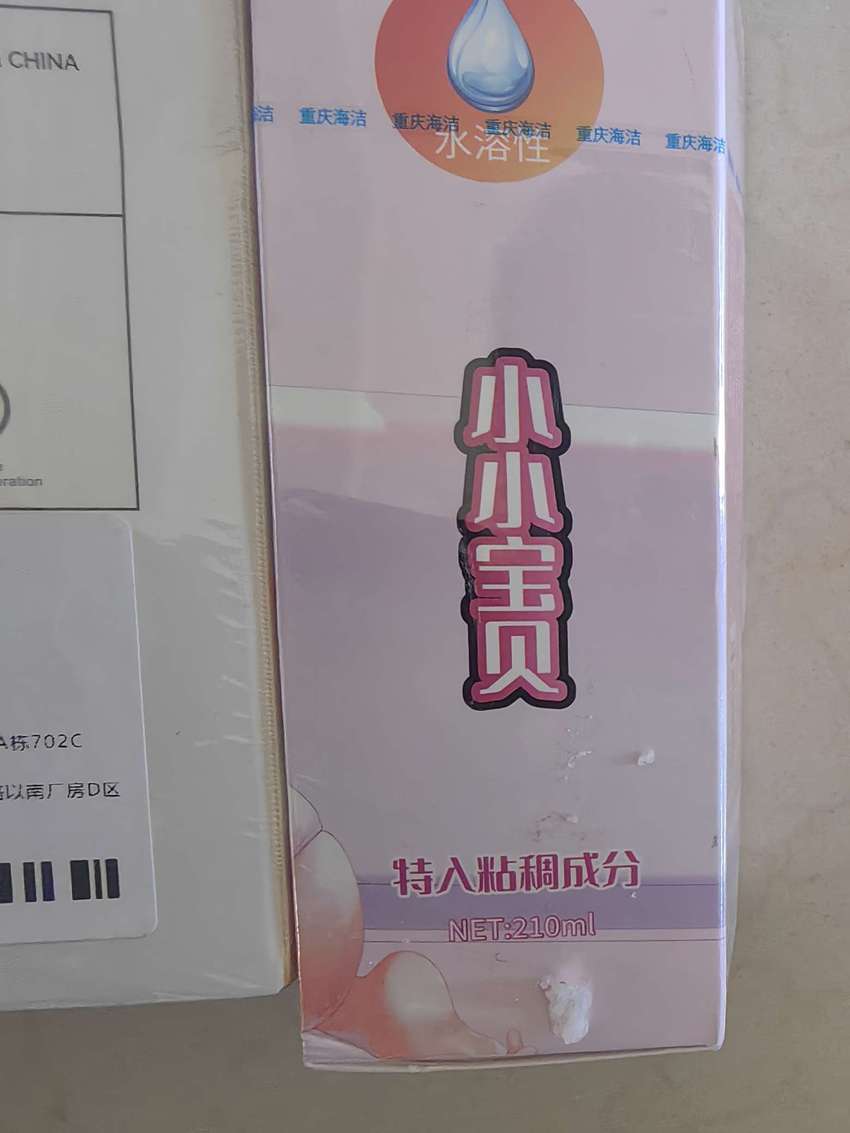 CHINA
eration
A栋702C
以南厂房D区
洁 重庆海洁 重庆海洁 重庆海洁 重庆海洁 重庆海洁
水溶性
小小宝贝
特入粘稠成分
NET:210ml